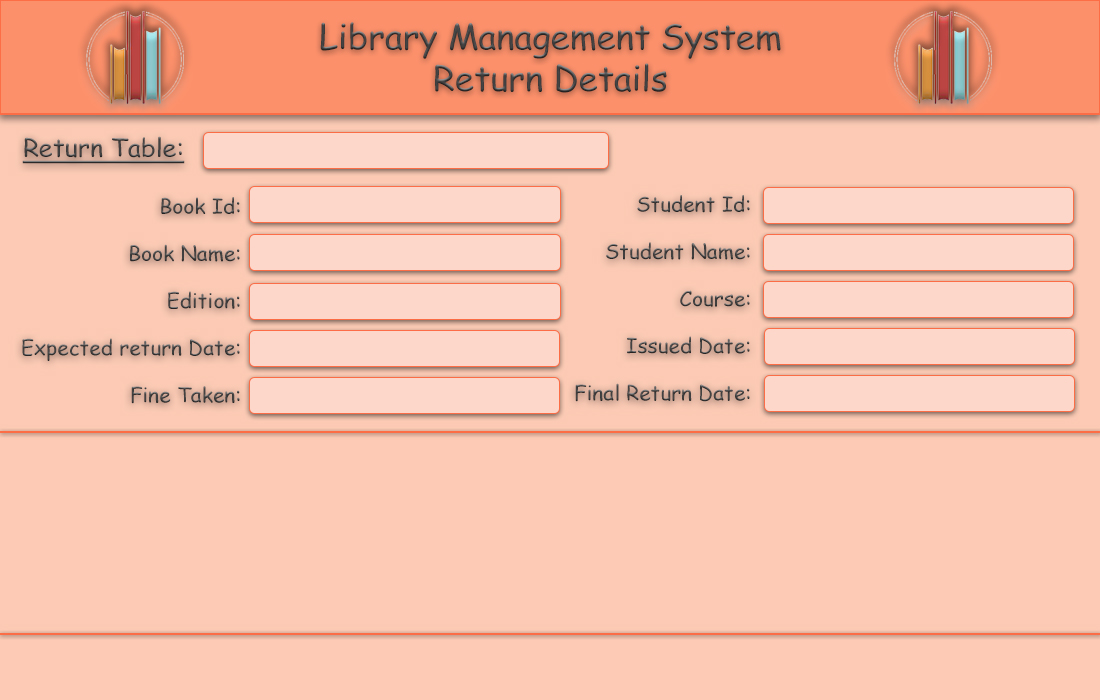 Library Management System
Return Details
Return Table:
Book Id:
Student Id:
Book Name:
Student Name:
Edition:
Course:
Expected return Date:
Issued Date:
Fine Taken:
Final Return Date: